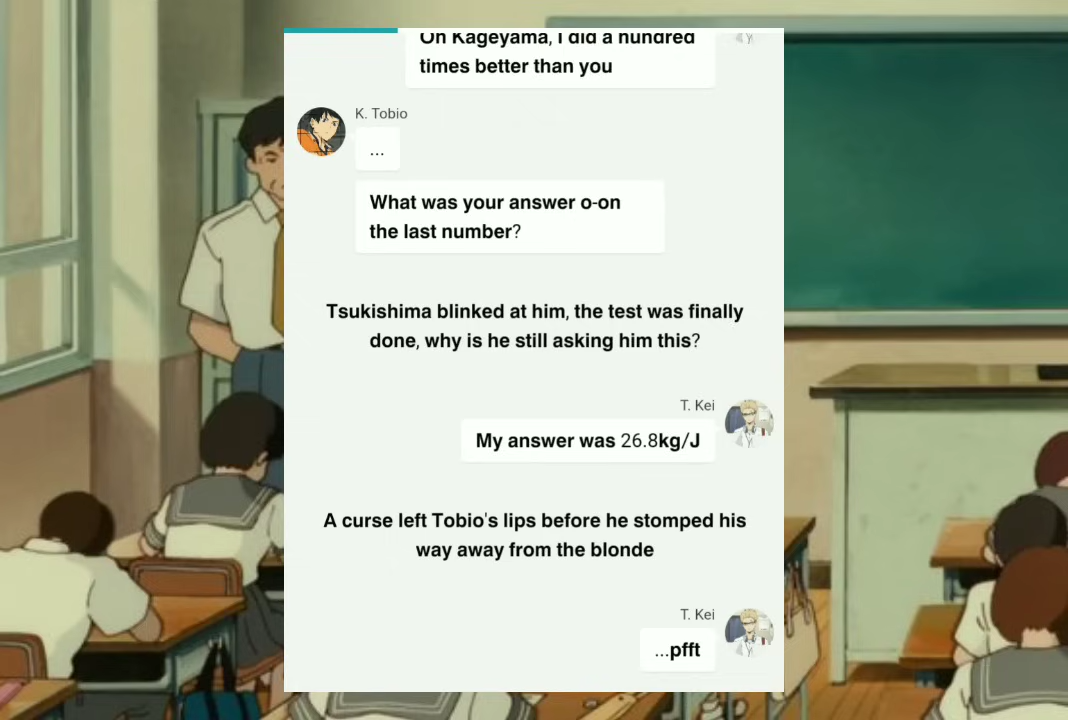 Oh Kageyama, I did a hundred
times better than you
K. Tobio
...
What was your answer o-on
the last number?
Tsukishima blinked at him, the test was finally
done, why is he still asking him this?
T. Kei
My answer was 26.8kg/J
A curse left Tobio's lips before he stomped his
way away from the blonde
T. Kei
...pfft